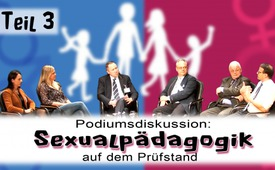 Teil 3
Podiumsdiskussion:
Sexualpädagogik
auf dem Prüfstand